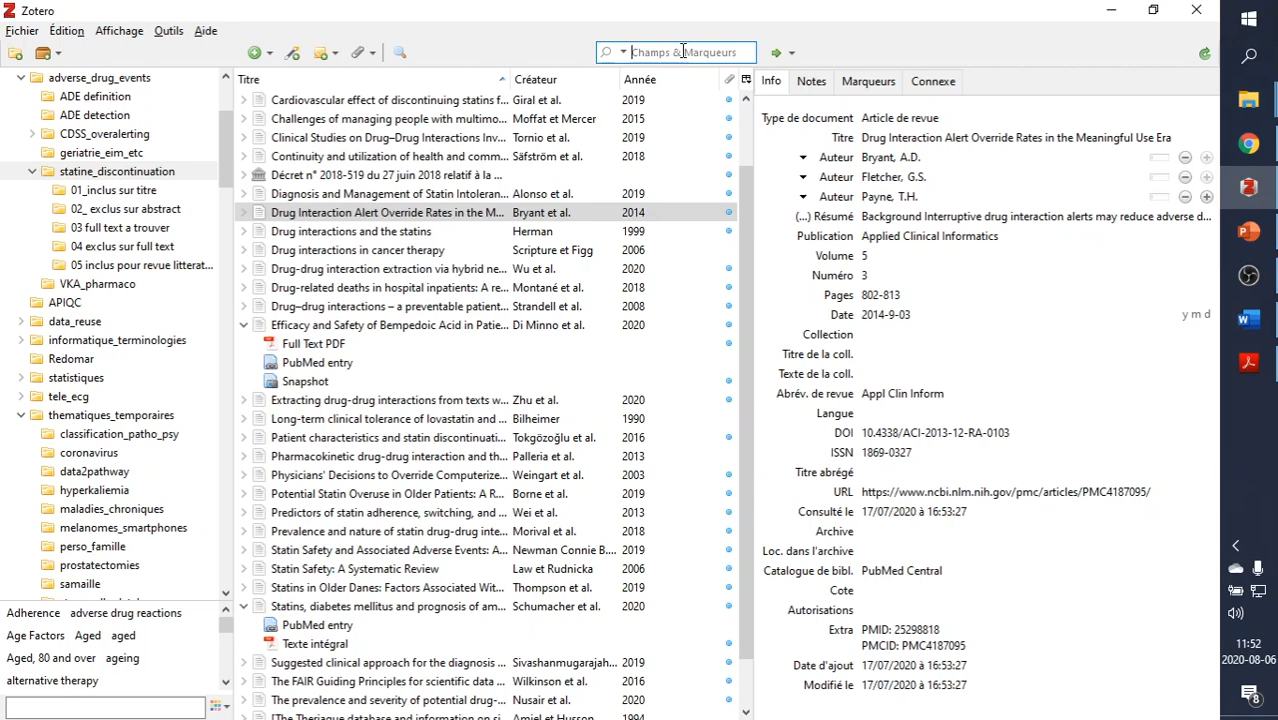 Zotero
Fichier Édition Affichage Outils Aide
Champs & Marqueurs
adverse_drug_events
ADE definition
ADE detection
CDSS_overalerting
geriatrie_eim_etc
statine_discontinuation
01_inclus sur titre
02_ exclus sur abstract
03 full text a trouver
04 exclus sur full text
05 inclus pour revue litterat...
VKA_pharmaco
APIQC
data_reuse
informatique_terminologies
Redomar
statistiques
tele_ecg
thematiques_temporaires
classification_patho_psy
coronavirus
data2pathway
hyperkaliemia
maladies_chroniques
melanomes_smartphones
perso_famille
prostatectomies
samaille
Adherence adverse drug reactions
Age Factors Aged aged
Aged, 80 and over ageing
alternative therapy
Titre Créateur Année
Cardiovascular effect of discontinuing statins f... Giral et al. 2019
Challenges of managing people with multimo... Moffat et Mercer 2015
Clinical Studies on Drug–Drug Interactions Inv... Tornio et al. 2019
Continuity and utilization of health and comm... Säfström et al. 2018
Décret n° 2018-519 du 27 juin 2018 relatif à la ...
Diagnosis and Management of Statin Intoleran... Alonso et al. 2019
Drug Interaction Alert Override Rates in the M... Bryant et al. 2014
Drug interactions and the statins Herman 1999
Drug interactions in cancer therapy Scripture et Figg 2006
Drug-drug interaction extraction via hybrid ne... Wu et al. 2020
Drug-related deaths in hospital inpatients: A re... Montané et al. 2018
Drug–drug interactions – a preventable patient... Strandell et al. 2008
Efficacy and Safety of Bempedoic Acid in Patie... Di Minno et al. 2020
Full Text PDF
PubMed entry
Snapshot
Extracting drug-drug interactions from texts w... Zhu et al. 2020
Long-term clinical tolerance of lovastatin and ... Bilheimer 1990
Patient characteristics and statin discontinuati... Tokgözoğlu et al. 2016
Pharmacokinetic drug-drug interaction and th... Palleria et al. 2013
Physicians' Decisions to Override Computerize... Weingart et al. 2003
Potential Statin Overuse in Older Patients: A R... Borne et al. 2019
Predictors of statin adherence, switching, and ... Wei et al. 2013
Prevalence and nature of statin drug-drug inte... Morival et al. 2019
Statin Safety and Associated Adverse Events: A... Newman Connie B... 2019
Statin Safety: A Systematic Review Law et Rudnicka 2006
Statins in Older Danes: Factors Associated Wit... Thompson et al. 2019
Statins, diabetes mellitus and prognosis of am... Schumacher et al. 2020
PubMed entry
Texte intégral
Suggested clinical approach for the diagnosis ... Sivashanmugarajah... 2019
The FAIR Guiding Principles for scientific data ... Wilkinson et al. 2016
The prevalence and severity of potential drug-... Nusair et al. 2020
[The Theriaque database and information on si... Amiel et Husson 1994
Info Notes Marqueurs Connexe
Type de document Article de revue
Titre Drug Interaction Alert Override Rates in the Meaningful Use Era
Auteur Bryant, A.D.
Auteur Fletcher, G.S.
Auteur Payne, T.H.
(...) Résumé Background Interruptive drug interaction alerts may reduce adverse d...
Publication Applied Clinical Informatics
Volume 5
Numéro 3
Pages 802-813
Date 2014-9-03 y m d
Collection
Titre de la coll.
Texte de la coll.
Abrév. de revue Appl Clin Inform
Langue
DOI 10.4338/ACI-2013-12-RA-0103
ISSN 1869-0327
Titre abrégé
URL https://www.ncbi.nlm.nih.gov/pmc/articles/PMC4187095/
Consulté le 17/07/2020 à 16:53:27
Archive
Loc. dans l'archive
Catalogue de bibl. PubMed Central
Cote
Autorisations
Extra PMID: 25298818
PMCID: PMC4187095
Date d'ajout 17/07/2020 à 16:53:27
Modifié le 17/07/2020 à 16:53:27
11:52
2020-08-06
8